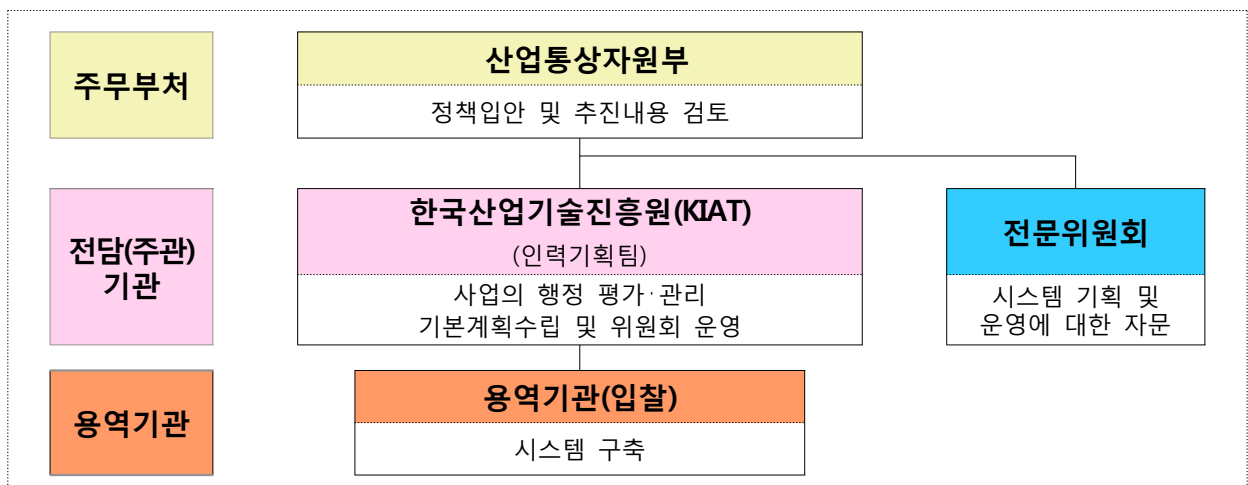 주무부처
산업통상자원부
정책입안 및 추진내용 검토
전담(주관)
기관
한국산업기술진흥원(KIAT)
(인력기획팀)
사업의 행정 평가·관리
기본계획수립 및 위원회 운영
전문위원회
시스템 기획 및
운영에 대한 자문
용역기관
용역기관(입찰)
시스템 구축